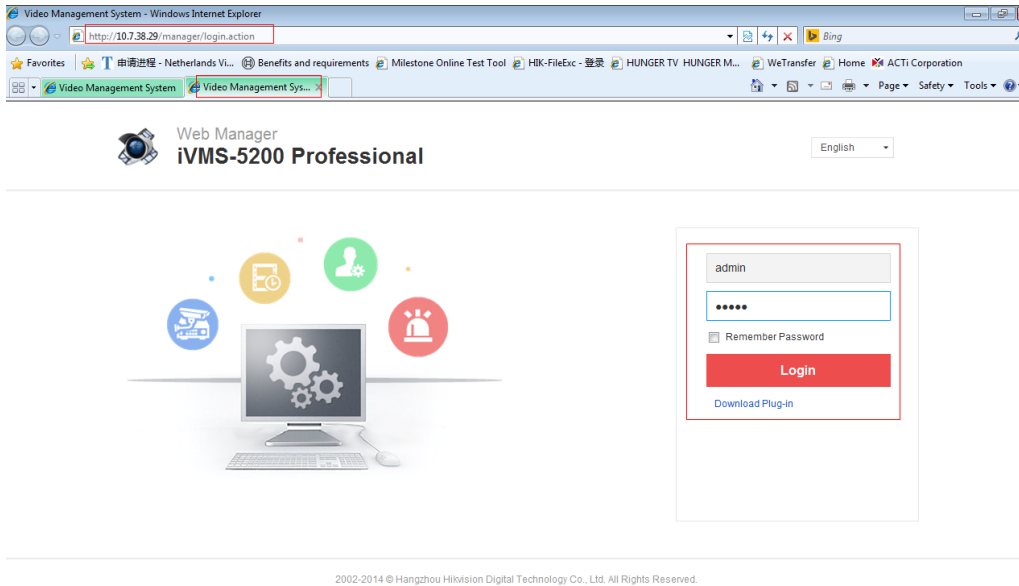 Video Management System - Windows Internet Explorer
http://10.7.38.29/manager/login.action
Bing
Favorites
申请进程 - Netherlands Vi...
Benefits and requirements
Milestone Online Test Tool
HIK-FileExc - 登录
HUNGER TV HUNGER M...
WeTransfer
Home
ACTi Corporation
Video Management System
Video Management Sys...
Page
Safety
Tools
Web Manager
iVMS-5200 Professional
English
admin
Remember Password
Login
Download Plug-in
2002-2014 © Hangzhou Hikvision Digital Technology Co., Ltd. All Rights Reserved.